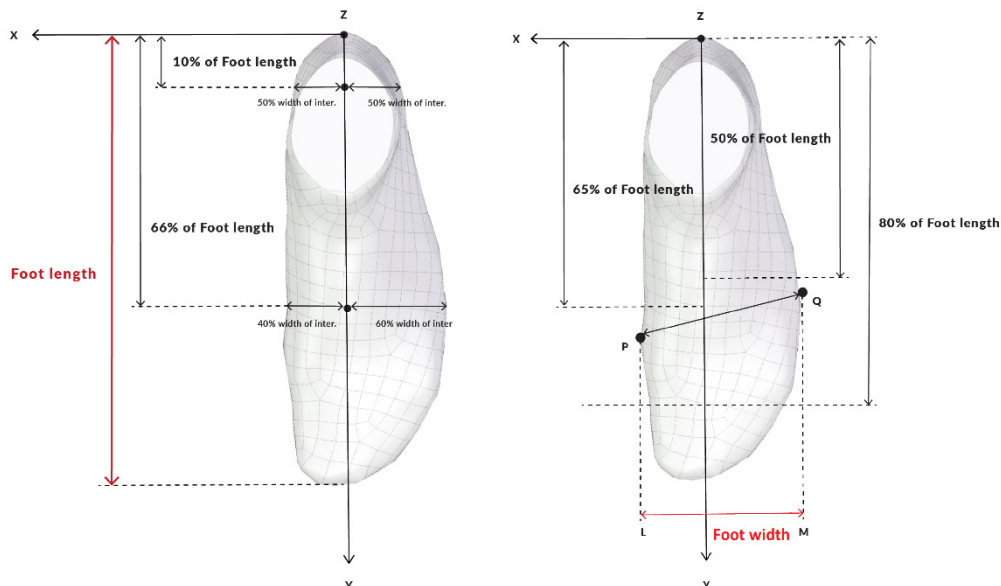 Z
X
10% of Foot length
50% width of inter.
50% width of inter.
66% of Foot length
Foot length
40% width of inter.
60% width of inter
Z
X
50% of Foot length
65% of Foot length
80% of Foot length
Q
P
L
Foot width
M